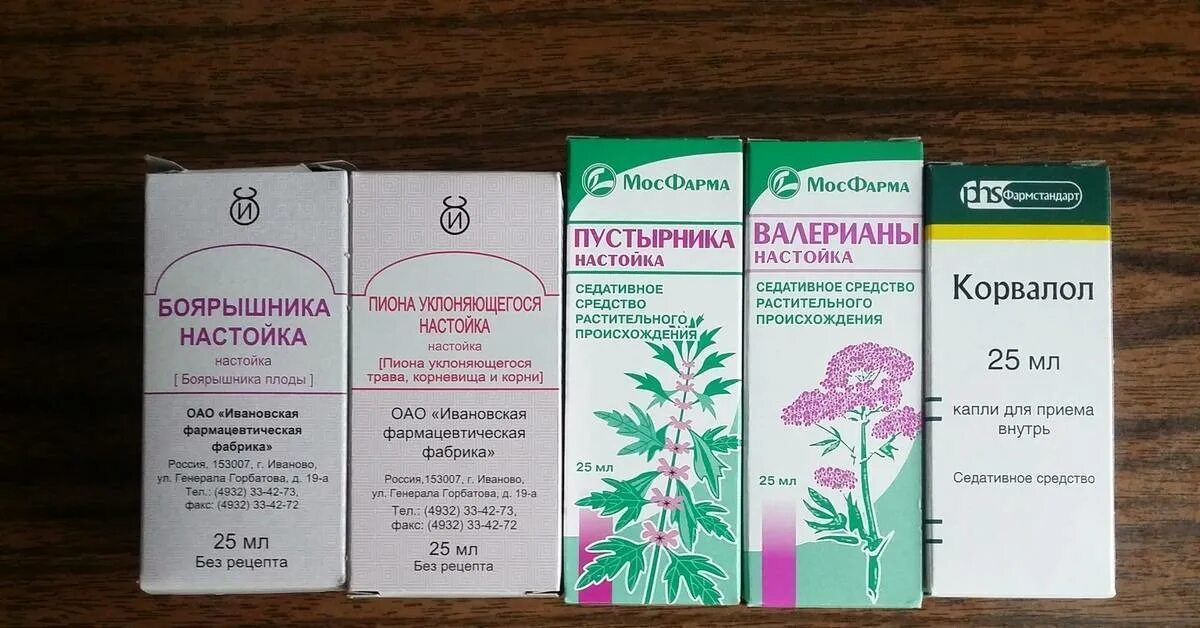 БОЯРЫШНИКА
НАСТОЙКА
настойка
[ Боярышника плоды ]
ОАО «Ивановская
фармацевтическая
фабрика»
Россия, 153007, г. Иваново,
ул. Генерала Горбатова, д. 19-а
Тел.: (4932) 33-42-73,
факс: (4932) 33-42-72
25 мл
Без рецепта
ПИОНА УКЛОНЯЮЩЕГОСЯ
НАСТОЙКА
настойка
[Пиона уклоняющегося
трава, корневища и корни]
ОАО «Ивановская
фармацевтическая
фабрика»
Россия,153007, г. Иваново,
ул. Генерала Горбатова, д. 19-а
Тел.: (4932) 33-42-73,
факс: (4932) 33-42-72
25 мл
Без рецепта
МосФарма
ПУСТЫРНИКА
НАСТОЙКА
СЕДАТИВНОЕ
СРЕДСТВО
РАСТИТЕЛЬНОГО
ПРОИСХОЖДЕНИЯ
25 мл
МосФарма
ВАЛЕРИАНЫ
НАСТОЙКА
СЕДАТИВНОЕ СРЕДСТВО
РАСТИТЕЛЬНОГО
ПРОИСХОЖДЕНИЯ
25 мл
phs Фармстандарт
Корвалол
25 мл
капли для приема
внутрь
Седативное средство